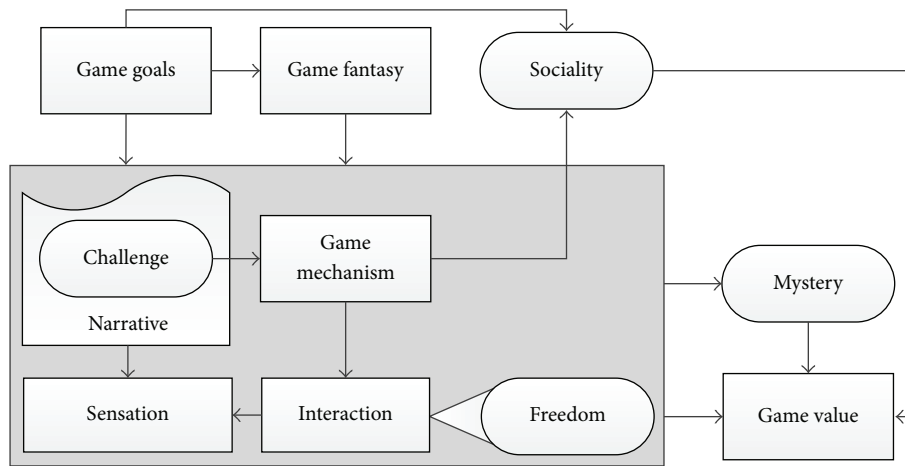 Game goals
Game fantasy
Sociality
Challenge
Game
mechanism
Narrative
Mystery
Sensation
Interaction
Freedom
Game value